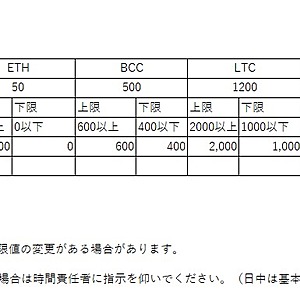 ETH BCC LTC
50 500 1200
下限 上限 下限 上限 下限
0以下 600以上 400以下 2000以上 1000以下
0 600 400 2,000 1,000
限値の変更がある場合があります。
場合は時間責任者に指示を仰いでください。（日中は基本